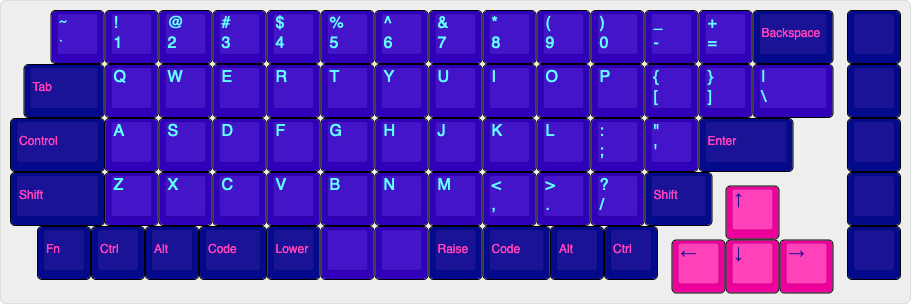 ~ ! @ # $ % ^ & * ( ) _ +
` 1 2 3 4 5 6 7 8 9 0 - = Backspace
Tab Q W E R T Y U I O P { } |
[ ] \
Control A S D F G H J K L : " Enter
; '
Shift Z X C V B N M < > ? Shift ↑
, . /
Fn Ctrl Alt Code Lower Raise Code Alt Ctrl ← ↓ →